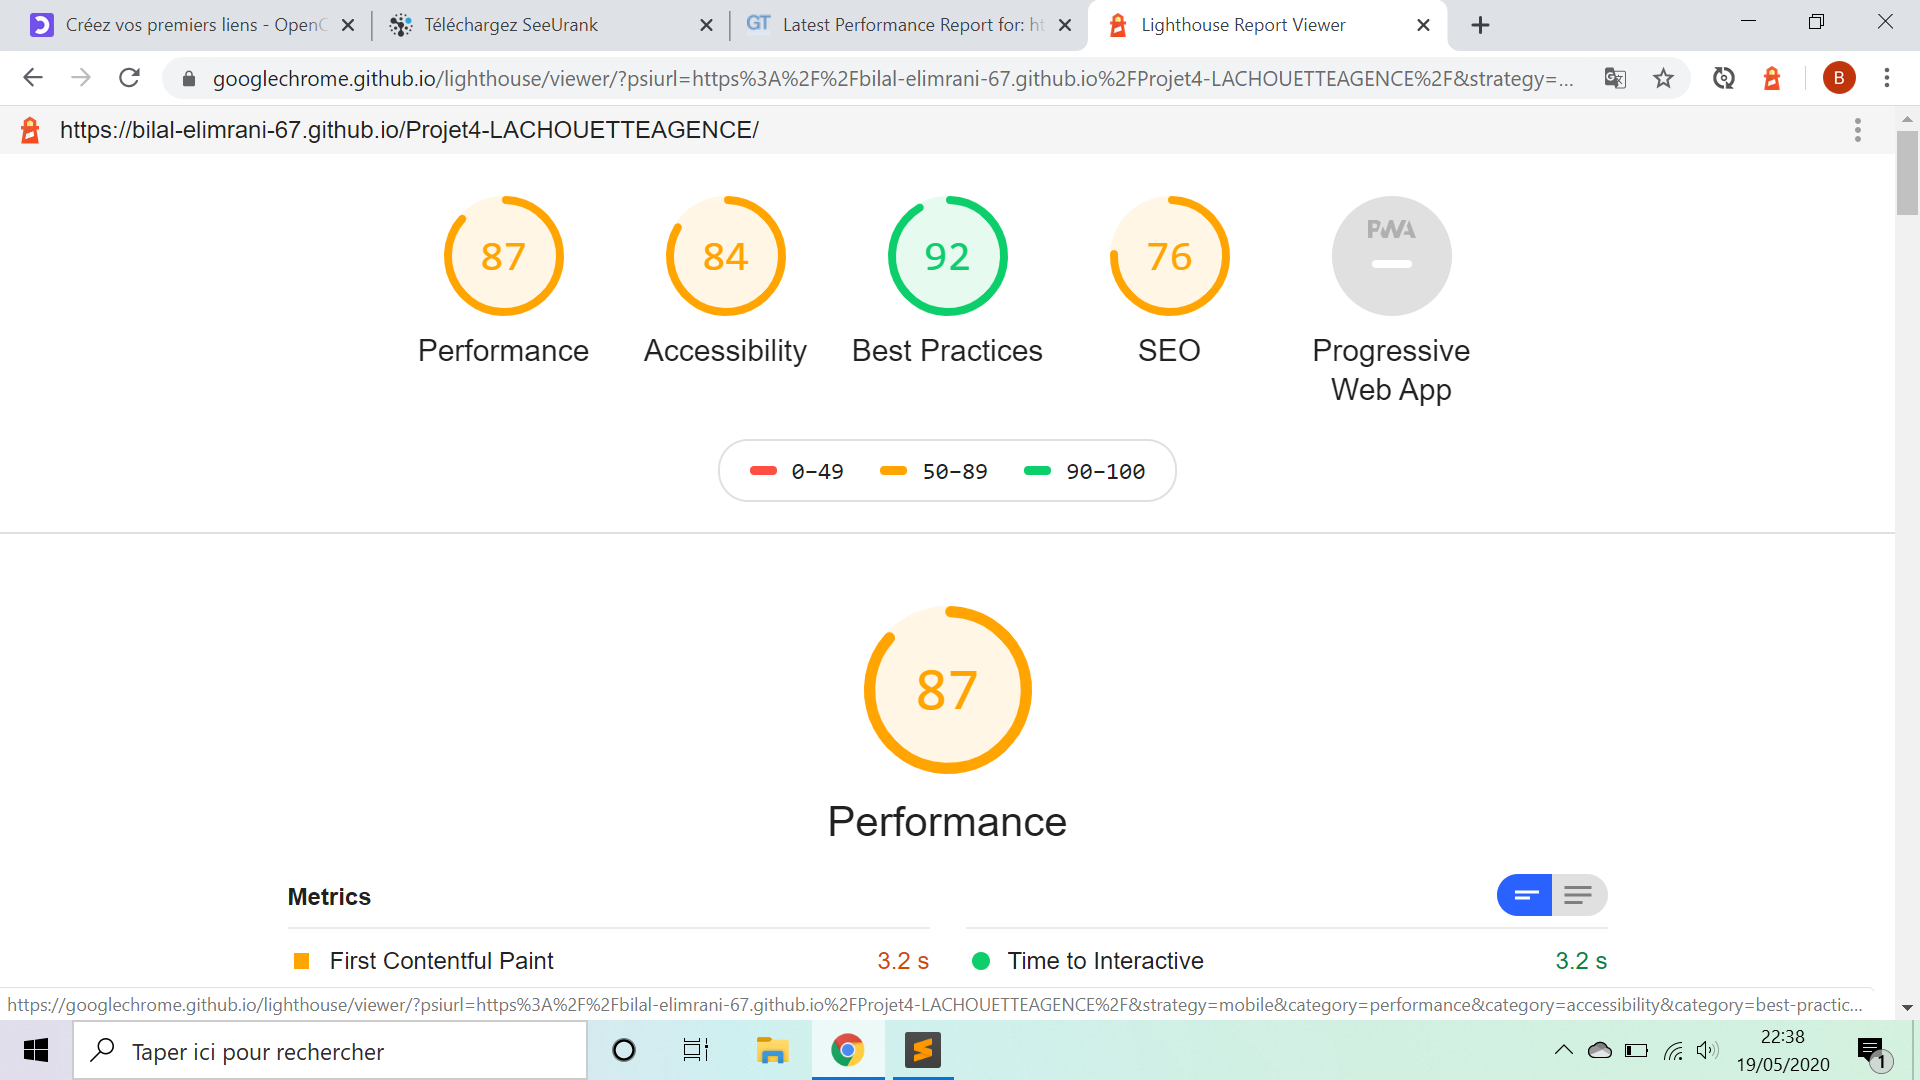 Créez vos premiers liens - OpenC
Téléchargez SeeUrank
GT Latest Performance Report for: ht
Lighthouse Report Viewer
googlechrome.github.io/lighthouse/viewer/?psiurl=https%3A%2F%2Fbilal-elimrani-67.github.io%2FProjet4-LACHOUETTEAGENCE%2F&strategy=...
B
https://bilal-elimrani-67.github.io/Projet4-LACHOUETTEAGENCE/
87
84
92
76
PWA
Performance
Accessibility
Best Practices
SEO
Progressive
Web App
0–49
50–89
90–100
87
Performance
Metrics
First Contentful Paint
3.2 s
Time to Interactive
3.2 s
https://googlechrome.github.io/lighthouse/viewer/?psiurl=https%3A%2F%2Fbilal-elimrani-67.github.io%2FProjet4-LACHOUETTEAGENCE%2F&strategy=mobile&category=performance&category=accessibility&category=best-practic...
Taper ici pour rechercher
22:38
19/05/2020
1